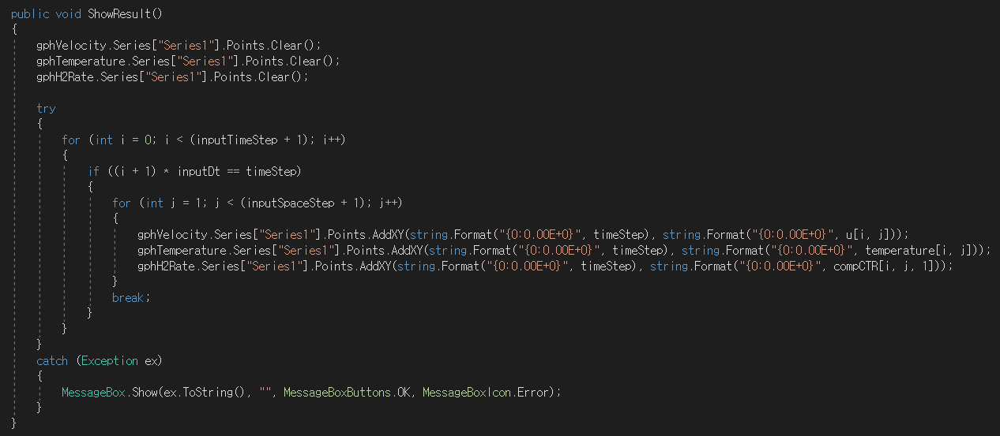 public void ShowResult()
{
gphVelocity.Series["Series1"].Points.Clear();
gphTemperature.Series["Series1"].Points.Clear();
gphH2Rate.Series["Series1"].Points.Clear();
try
{
for (int i = 0; i < (inputTimeStep + 1); i++)
{
if ((i + 1) * inputDt == timeStep)
{
for (int j = 1; j < (inputSpaceStep + 1); j++)
{
gphVelocity.Series["Series1"].Points.AddXY(string.Format("{0:0.00E+0}", timeStep), string.Format("{0:0.00E+0}", u[i, j]));
gphTemperature.Series["Series1"].Points.AddXY(string.Format("{0:0.00E+0}", timeStep), string.Format("{0:0.00E+0}", temperature[i, j]));
gphH2Rate.Series["Series1"].Points.AddXY(string.Format("{0:0.00E+0}", timeStep), string.Format("{0:0.00E+0}", compCTR[i, j, 1]));
}
break;
}
}
}
catch (Exception ex)
{
MessageBox.Show(ex.ToString(), "", MessageBoxButtons.OK, MessageBoxIcon.Error);
}
}